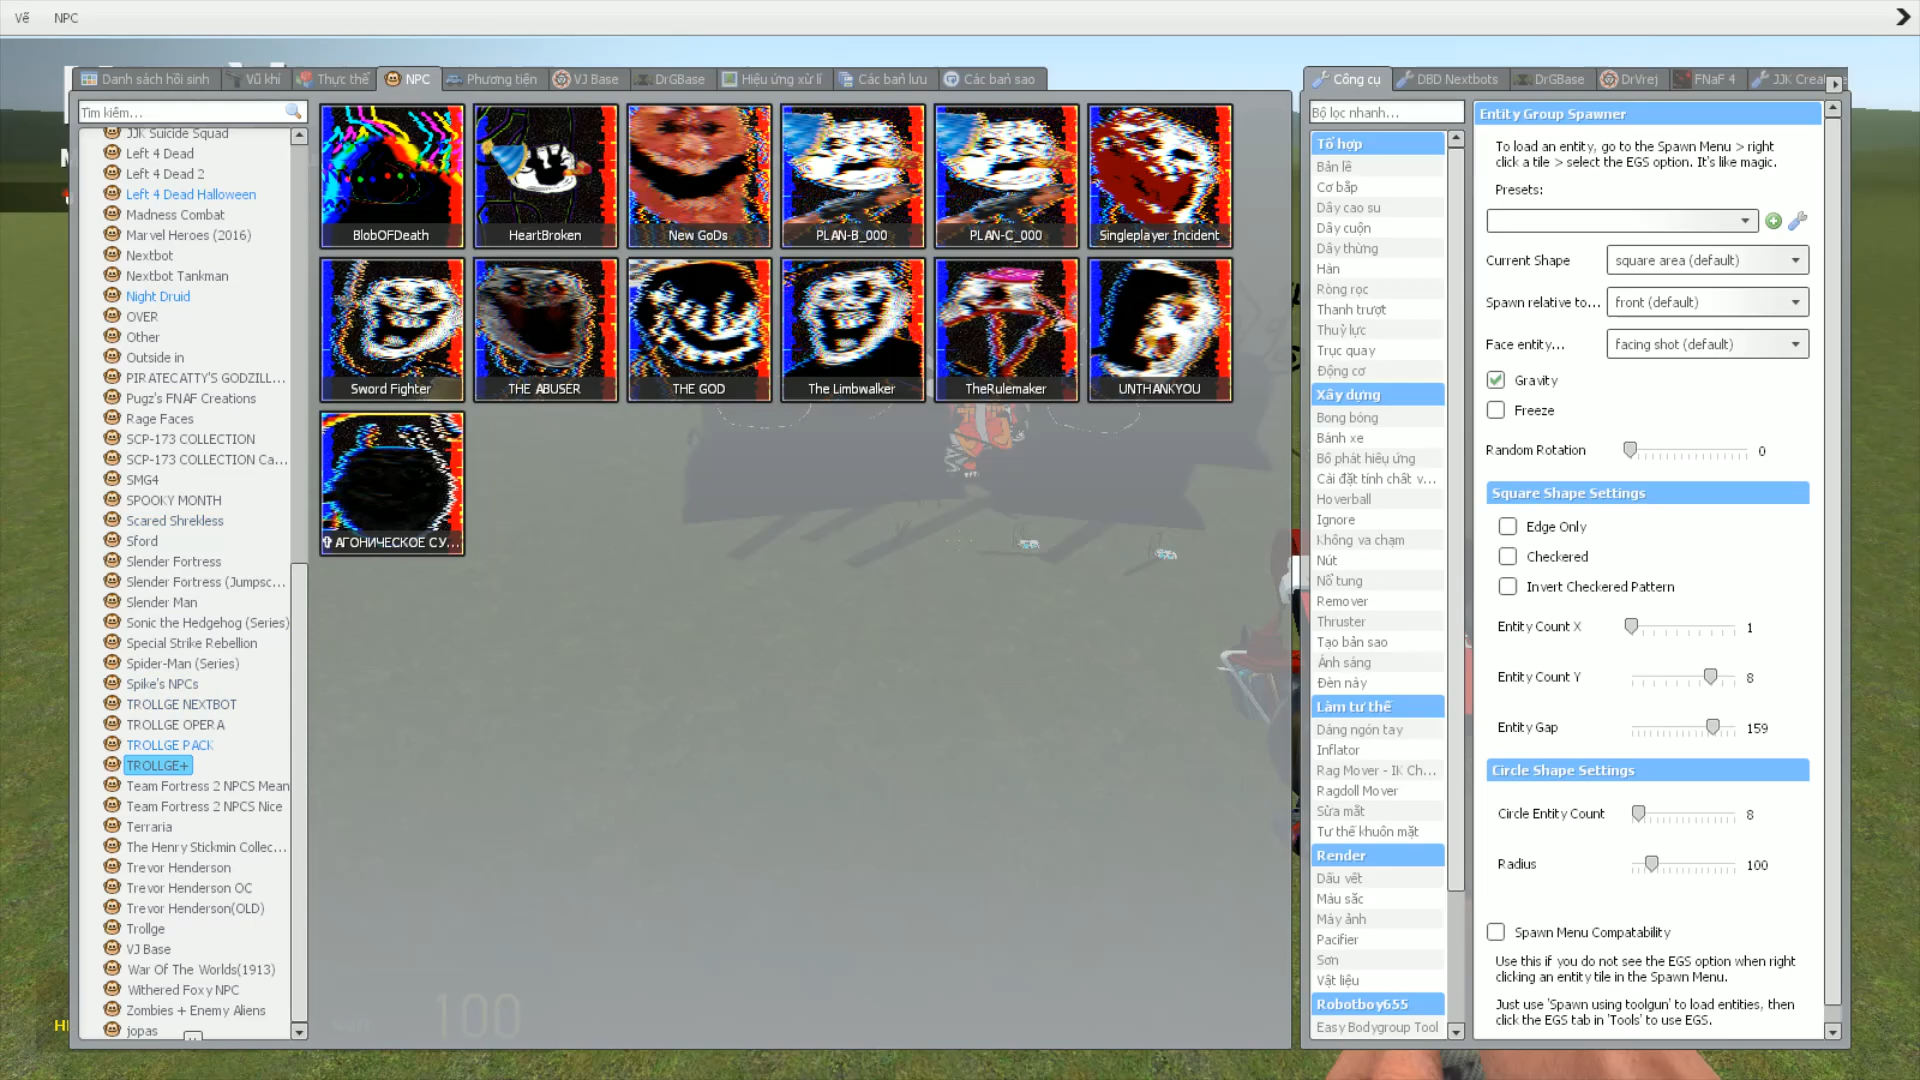 Vẽ NPC
Danh sách hồi sinh Vũ khí Thực thể NPC Phương tiện VJ Base DrGBase Hiệu ứng xử lí Các bản lưu Các bản sao
Tìm kiếm...
JJK Suicide Squad
Left 4 Dead
Left 4 Dead 2
Left 4 Dead Halloween
Madness Combat
Marvel Heroes (2016)
Nextbot
Nextbot Tankman
Night Druid
OVER
Other
Outside in
PIRATECATTY'S GODZILL...
Pugz's FNAF Creations
Rage Faces
SCP-173 COLLECTION
SCP-173 COLLECTION Ca...
SMG4
SPOOKY MONTH
Scared Shrekless
Sford
Slender Fortress
Slender Fortress (Jumpsc...
Slender Man
Sonic the Hedgehog (Series)
Special Strike Rebellion
Spider-Man (Series)
Spike's NPCs
TROLLGE NEXTBOT
TROLLGE OPERA
TROLLGE PACK
TROLLGE+
Team Fortress 2 NPCS Mean
Team Fortress 2 NPCS Nice
Terraria
The Henry Stickmin Collec...
Trevor Henderson
Trevor Henderson OC
Trevor Henderson(OLD)
Trollge
VJ Base
War Of The Worlds(1913)
Withered Foxy NPC
Zombies + Enemy Aliens
jopas
BlobOFDeath HeartBroken New GoDs PLAN-B_000 PLAN-C_000 Singleplayer Incident
Sword Fighter THE ABUSER THE GOD The Limbwalker TheRulemaker UNTHANKYOU
✞ АГОНИЧЕСКОЕ СУ...
100
Công cụ DBD Nextbots DrGBase DrVrej FNaF 4 JJK Crea
Bộ lọc nhanh...
Tổ hợp
Bản lề
Cơ bắp
Dây cao su
Dây cuộn
Dây thừng
Hàn
Ròng rọc
Thanh trượt
Thuỷ lực
Trục quay
Động cơ
Xây dựng
Bong bóng
Bánh xe
Bộ phát hiệu ứng
Cài đặt tính chất v...
Hoverball
Ignore
Không va chạm
Nút
Nổ tung
Remover
Thruster
Tạo bản sao
Ánh sáng
Đèn này
Làm tư thế
Dáng ngón tay
Inflator
Rag Mover - IK Ch...
Ragdoll Mover
Sửa mắt
Tư thế khuôn mặt
Render
Dấu vết
Màu sắc
Máy ảnh
Pacifier
Sơn
Vật liệu
Robotboy655
Easy Bodygroup Tool
Entity Group Spawner
To load an entity, go to the Spawn Menu > right
click a tile > select the EGS option. It's like magic.
Presets:
Current Shape square area (default)
Spawn relative to... front (default)
Face entity... facing shot (default)
Gravity
Freeze
Random Rotation 0
Square Shape Settings
Edge Only
Checkered
Invert Checkered Pattern
Entity Count X 1
Entity Count Y 8
Entity Gap 159
Circle Shape Settings
Circle Entity Count 8
Radius 100
Spawn Menu Compatability
Use this if you do not see the EGS option when right
clicking an entity tile in the Spawn Menu.
Just use 'Spawn using toolgun' to load entities, then
click the EGS tab in 'Tools' to use EGS.